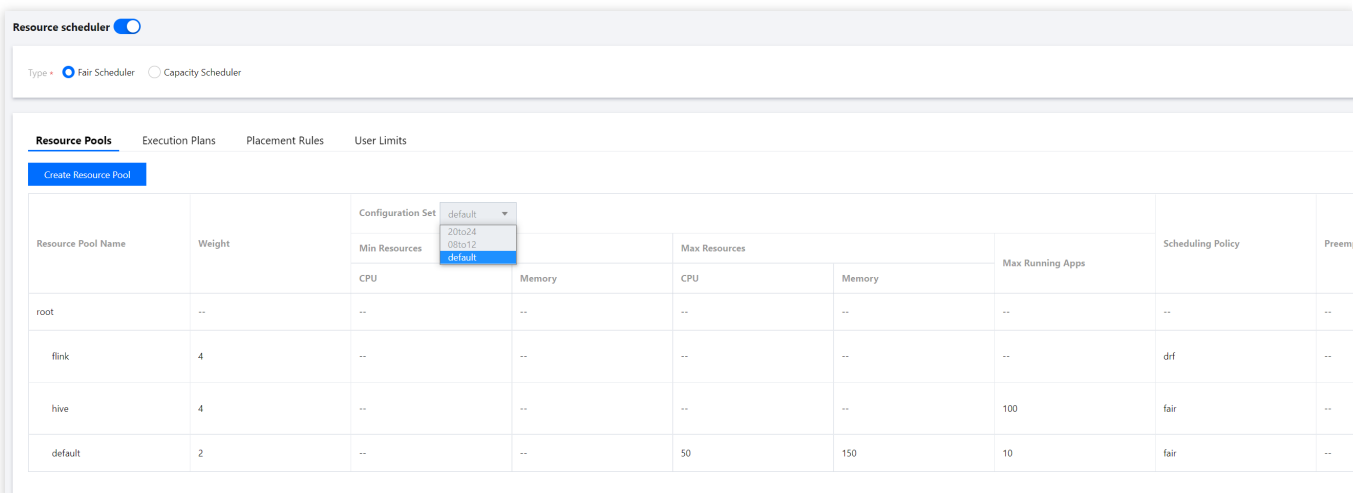 Resource scheduler
Type • Fair Scheduler Capacity Scheduler
Resource Pools Execution Plans Placement Rules User Limits
Create Resource Pool
Configuration Set default
20to24
08to12
default
Resource Pool Name Weight Min Resources Max Resources Max Running Apps Scheduling Policy Preemp
CPU Memory CPU Memory
root -- -- -- -- -- -- -- --
flink 4 -- -- -- -- -- drf --
hive 4 -- -- -- -- 100 fair --
default 2 -- -- 50 150 10 fair --